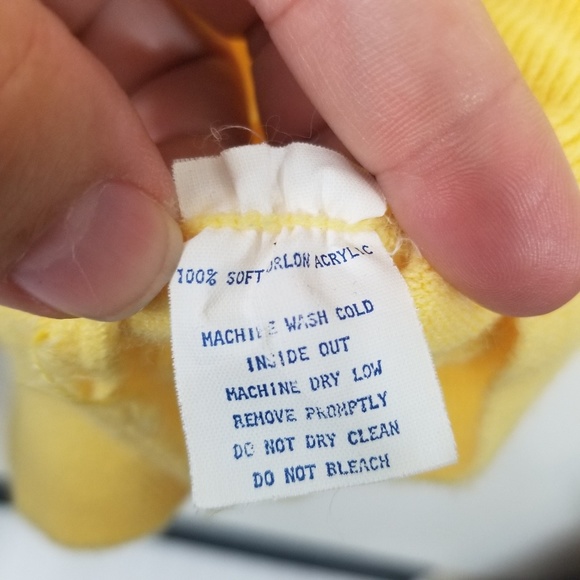 100% SOFT ORLON ACRYLIC
MACHINE WASH COLD
INSIDE OUT
MACHINE DRY LOW
REMOVE PROMPTLY
DO NOT DRY CLEAN
DO NOT BLEACH